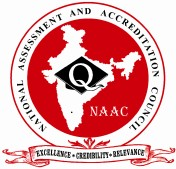 NATIONAL ASSESSMENT AND ACCREDITATION COUNCIL
Q
NAAC
EXCELLENCE • CREDIBILITY • RELEVANCE